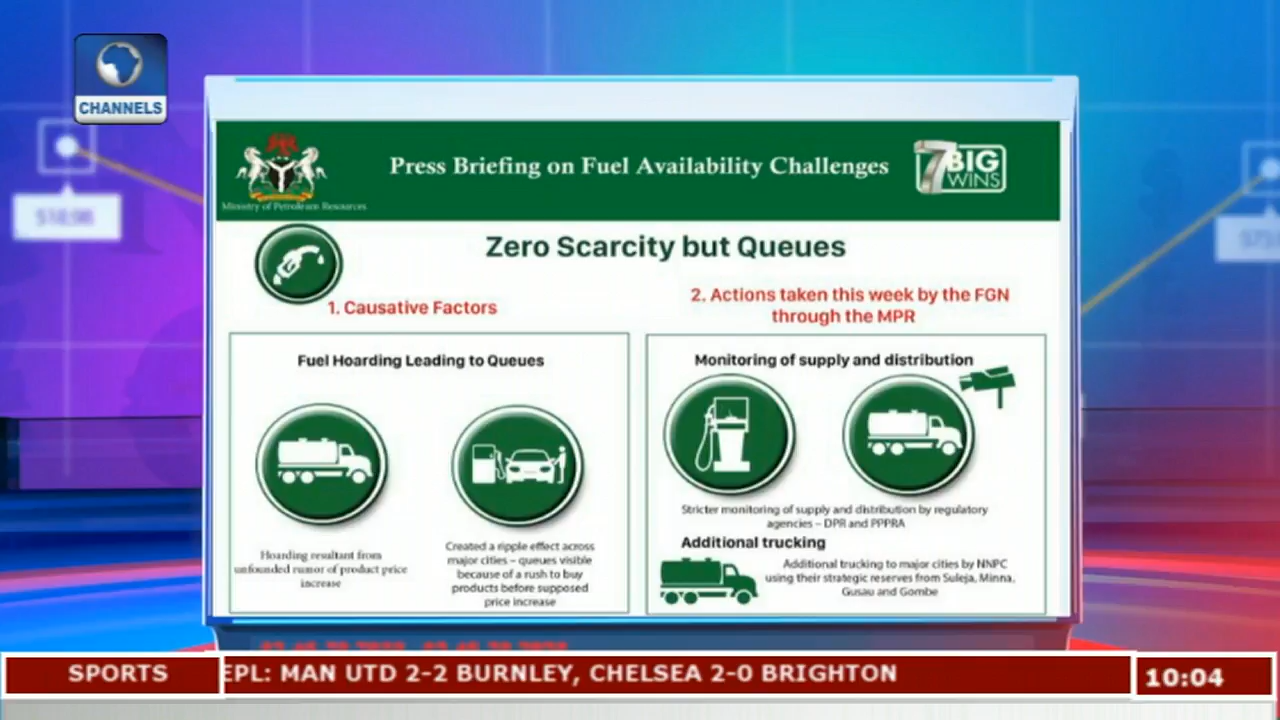 CHANNELS
Press Briefing on Fuel Availability Challenges
7 BIG
WINS
Ministry of Petroleum Resources
Zero Scarcity but Queues
1. Causative Factors
2. Actions taken this week by the FGN
through the MPR
Fuel Hoarding Leading to Queues
Hoarding resultant from
unfounded rumor of product price
increase
Created a ripple effect across
major cities – queues visible
because of a rush to buy
products before supposed
price increase
Monitoring of supply and distribution
Stricter monitoring of supply and distribution by regulatory
agencies – DPR and PPPRA
Additional trucking
Additional trucking to major cities by NNPC
using their strategic reserves from Suleja, Minna,
Gusau and Gombe
SPORTS
EPL: MAN UTD 2-2 BURNLEY, CHELSEA 2-0 BRIGHTON
10:04